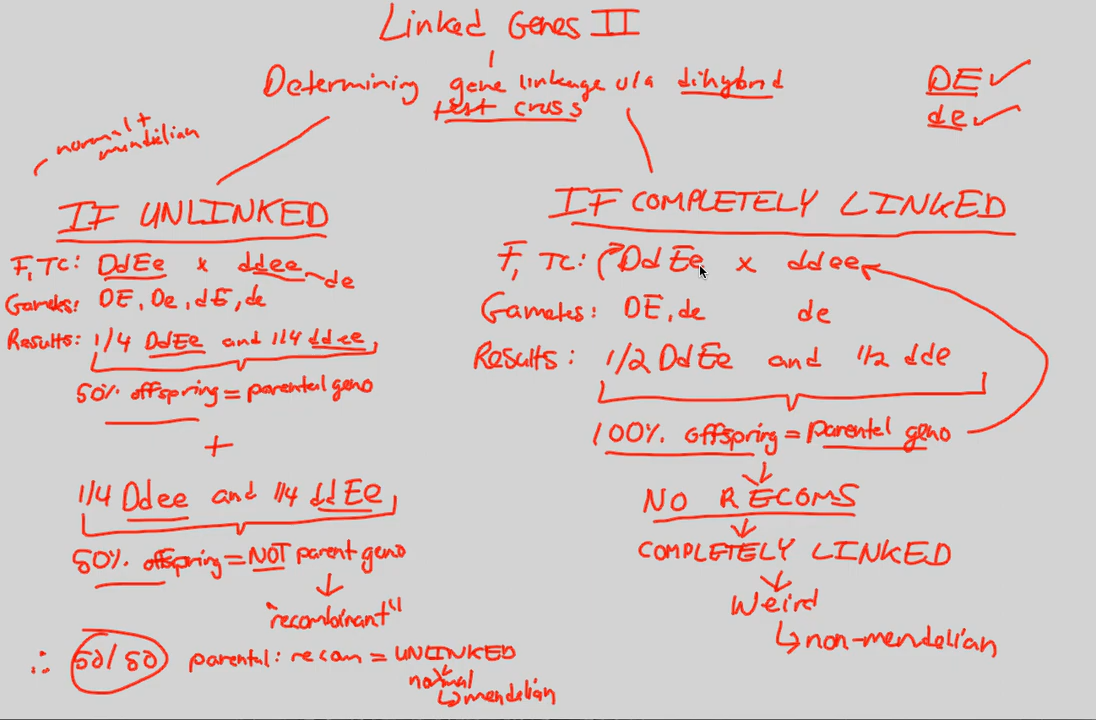 Linked Genes II
Determining gene linkage via dihybrid
test cross
DE ✓
de ✓
normal +
mendelian
IF UNLINKED
F, TC: DdEe x ddee
de
Gametes: DE, De, dE, de
Results: 1/4 DdEe and 1/4 ddee
50% offspring = parental geno
+
1/4 Ddee and 1/4 ddEe
50% offspring = NOT parent geno
↓
"recombinant"
∴ 50/50 parental: recom = UNLINKED
normal
↳ mendelian
IF COMPLETELY LINKED
F, TC: DdEe x ddee
Gametes: DE, de de
Results: 1/2 DdEe and 1/2 dde
100% offspring = parental geno
↓
NO RECOMS
↓
COMPLETELY LINKED
↓
Weird
↳ non-mendelian